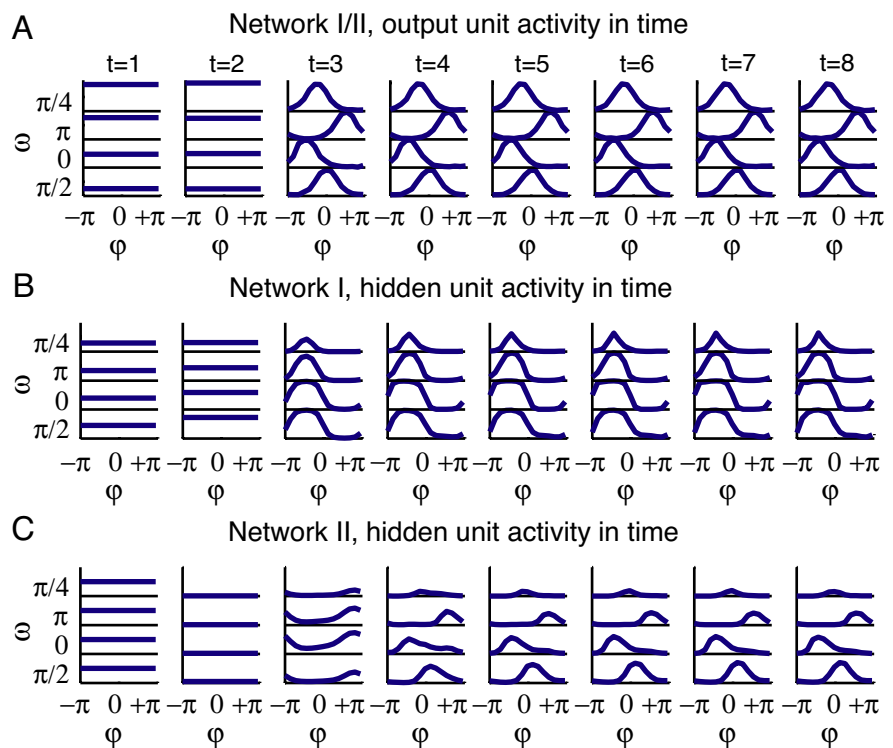 A
Network I/II, output unit activity in time
t=1 t=2 t=3 t=4 t=5 t=6 t=7 t=8
π/4
π
0
π/2
ω
−π 0 +π −π 0 +π −π 0 +π −π 0 +π −π 0 +π −π 0 +π −π 0 +π −π 0 +π
φ φ φ φ φ φ φ φ
B
Network I, hidden unit activity in time
π/4
π
0
π/2
ω
−π 0 +π −π 0 +π −π 0 +π −π 0 +π −π 0 +π −π 0 +π −π 0 +π −π 0 +π
φ φ φ φ φ φ φ φ
C
Network II, hidden unit activity in time
π/4
π
0
π/2
ω
−π 0 +π −π 0 +π −π 0 +π −π 0 +π −π 0 +π −π 0 +π −π 0 +π −π 0 +π
φ φ φ φ φ φ φ φ